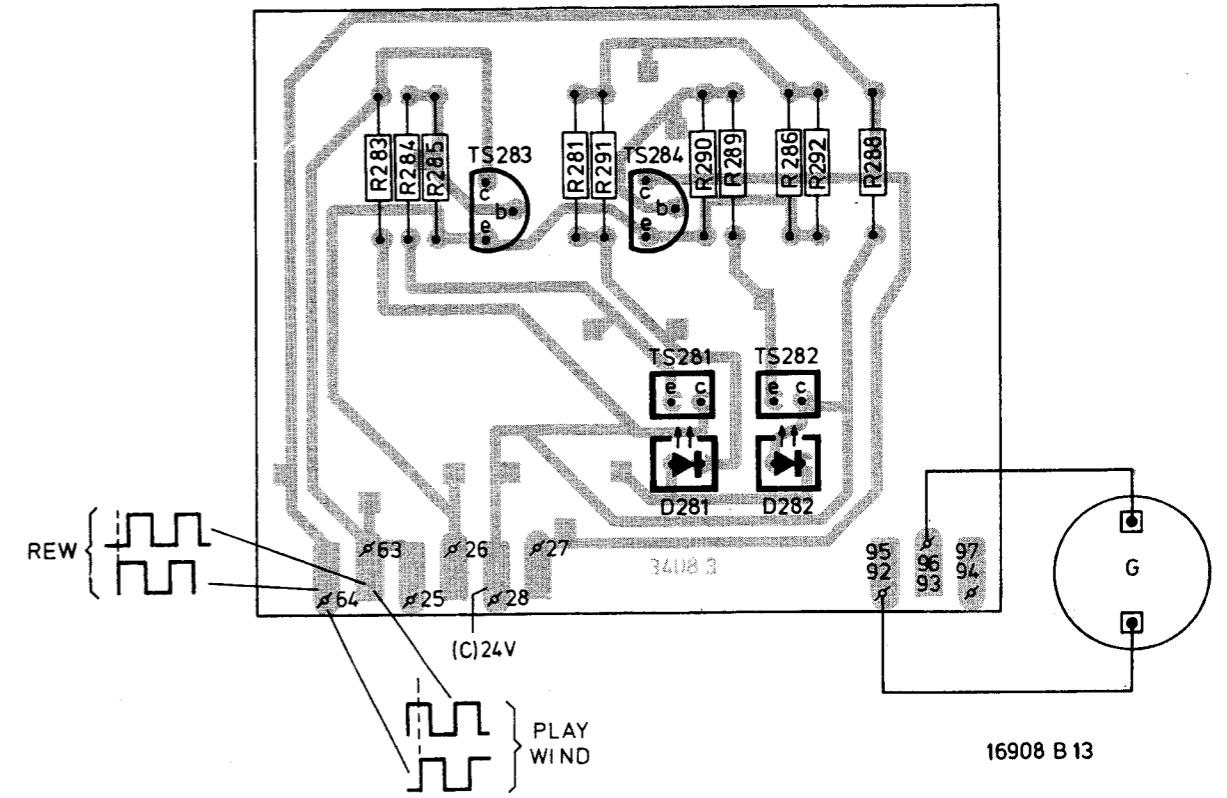 R283
R284
R285
TS283
c
b
e
R281
R291
TS284
c
b
e
R290
R289
R286
R292
R288
TS281
e c
TS282
e c
D281
D282
REW
63
26
27
64
25
28
(C)24V
3408 3
95
92
96
93
97
94
G
PLAY
WIND
16908 B 13